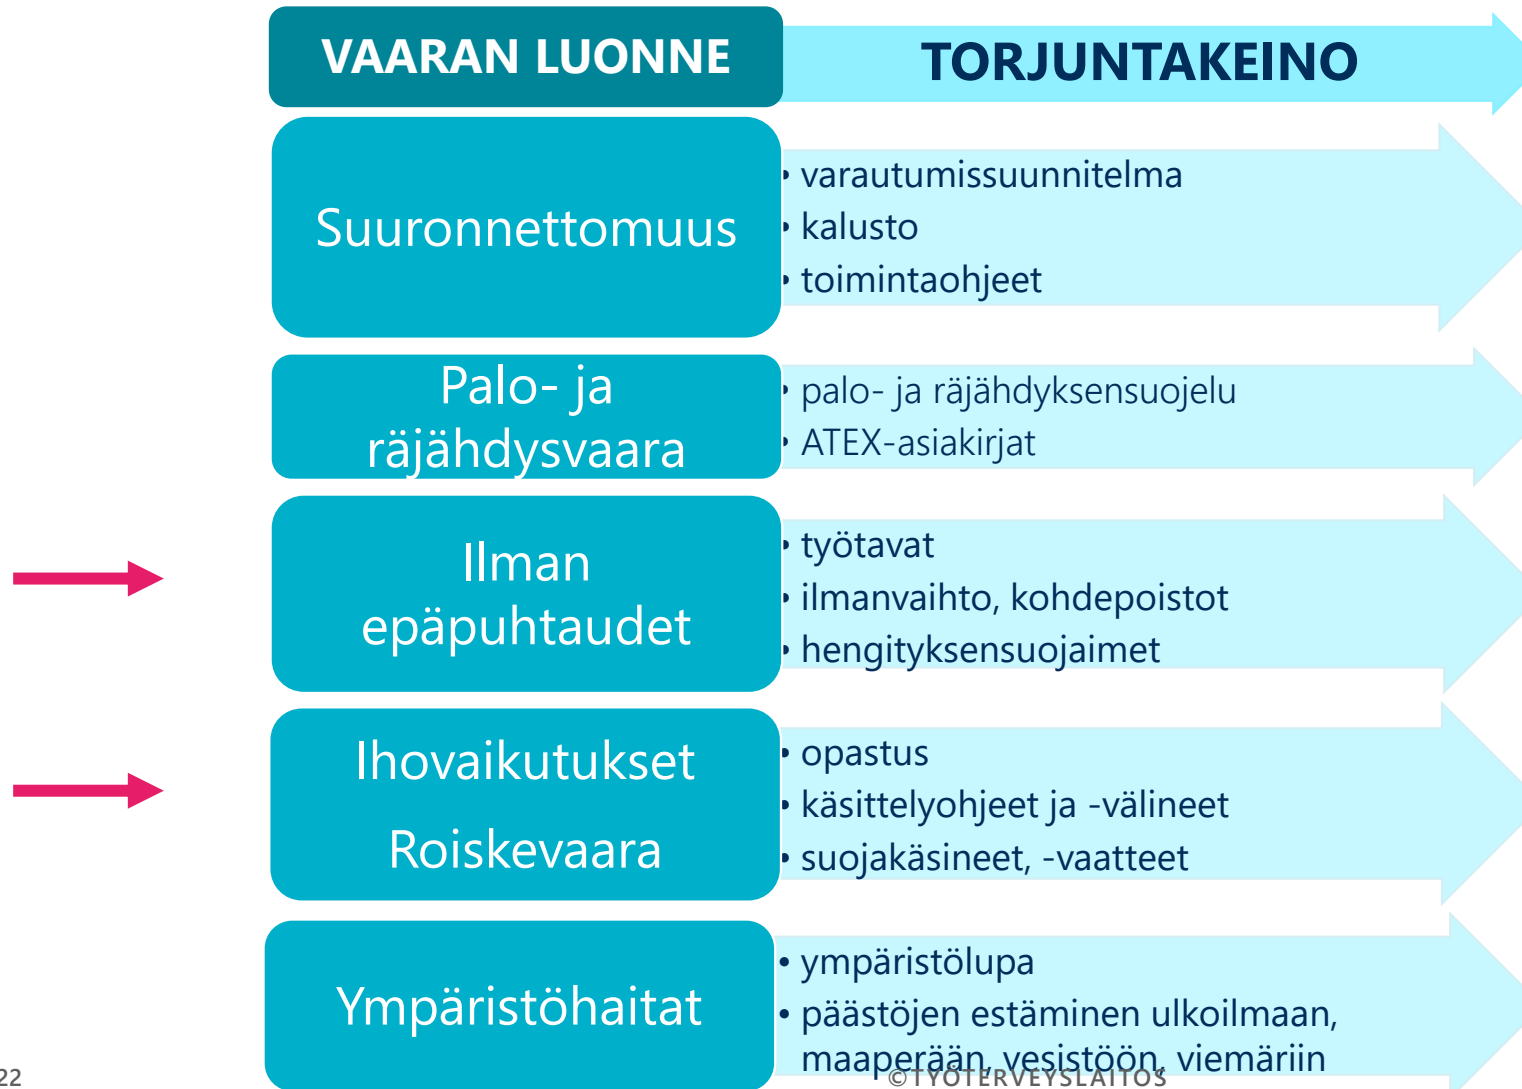 VAARAN LUONNE
TORJUNTAKEINO
Suuronnettomuus
• varautumissuunnitelma
• kalusto
• toimintaohjeet
Palo- ja
räjähdysvaara
• palo- ja räjähdyksensuojelu
• ATEX-asiakirjat
Ilman
epäpuhtaudet
• työtavat
• ilmanvaihto, kohdepoistot
• hengityksensuojaimet
Ihovaikutukset
Roiskevaara
• opastus
• käsittelyohjeet ja -välineet
• suojakäsineet, -vaatteet
Ympäristöhaitat
• ympäristölupa
• päästöjen estäminen ulkoilmaan,
maaperään, vesistöön, viemäriin
22
©TYÖTERVEYSLAITOS